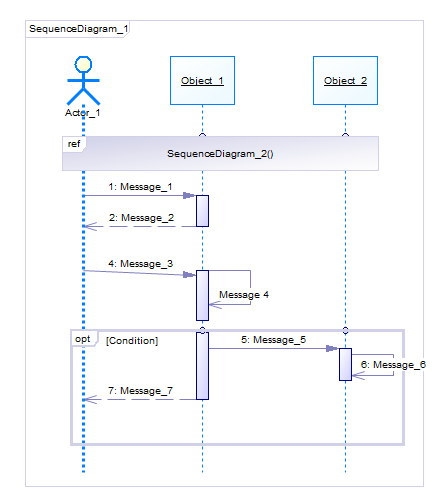 SequenceDiagram_1
Object_1
Object_2
Actor_1
ref
SequenceDiagram_2()
1: Message_1
2: Message_2
4: Message_3
Message 4
opt
[Condition]
5: Message_5
6: Message_6
7: Message_7